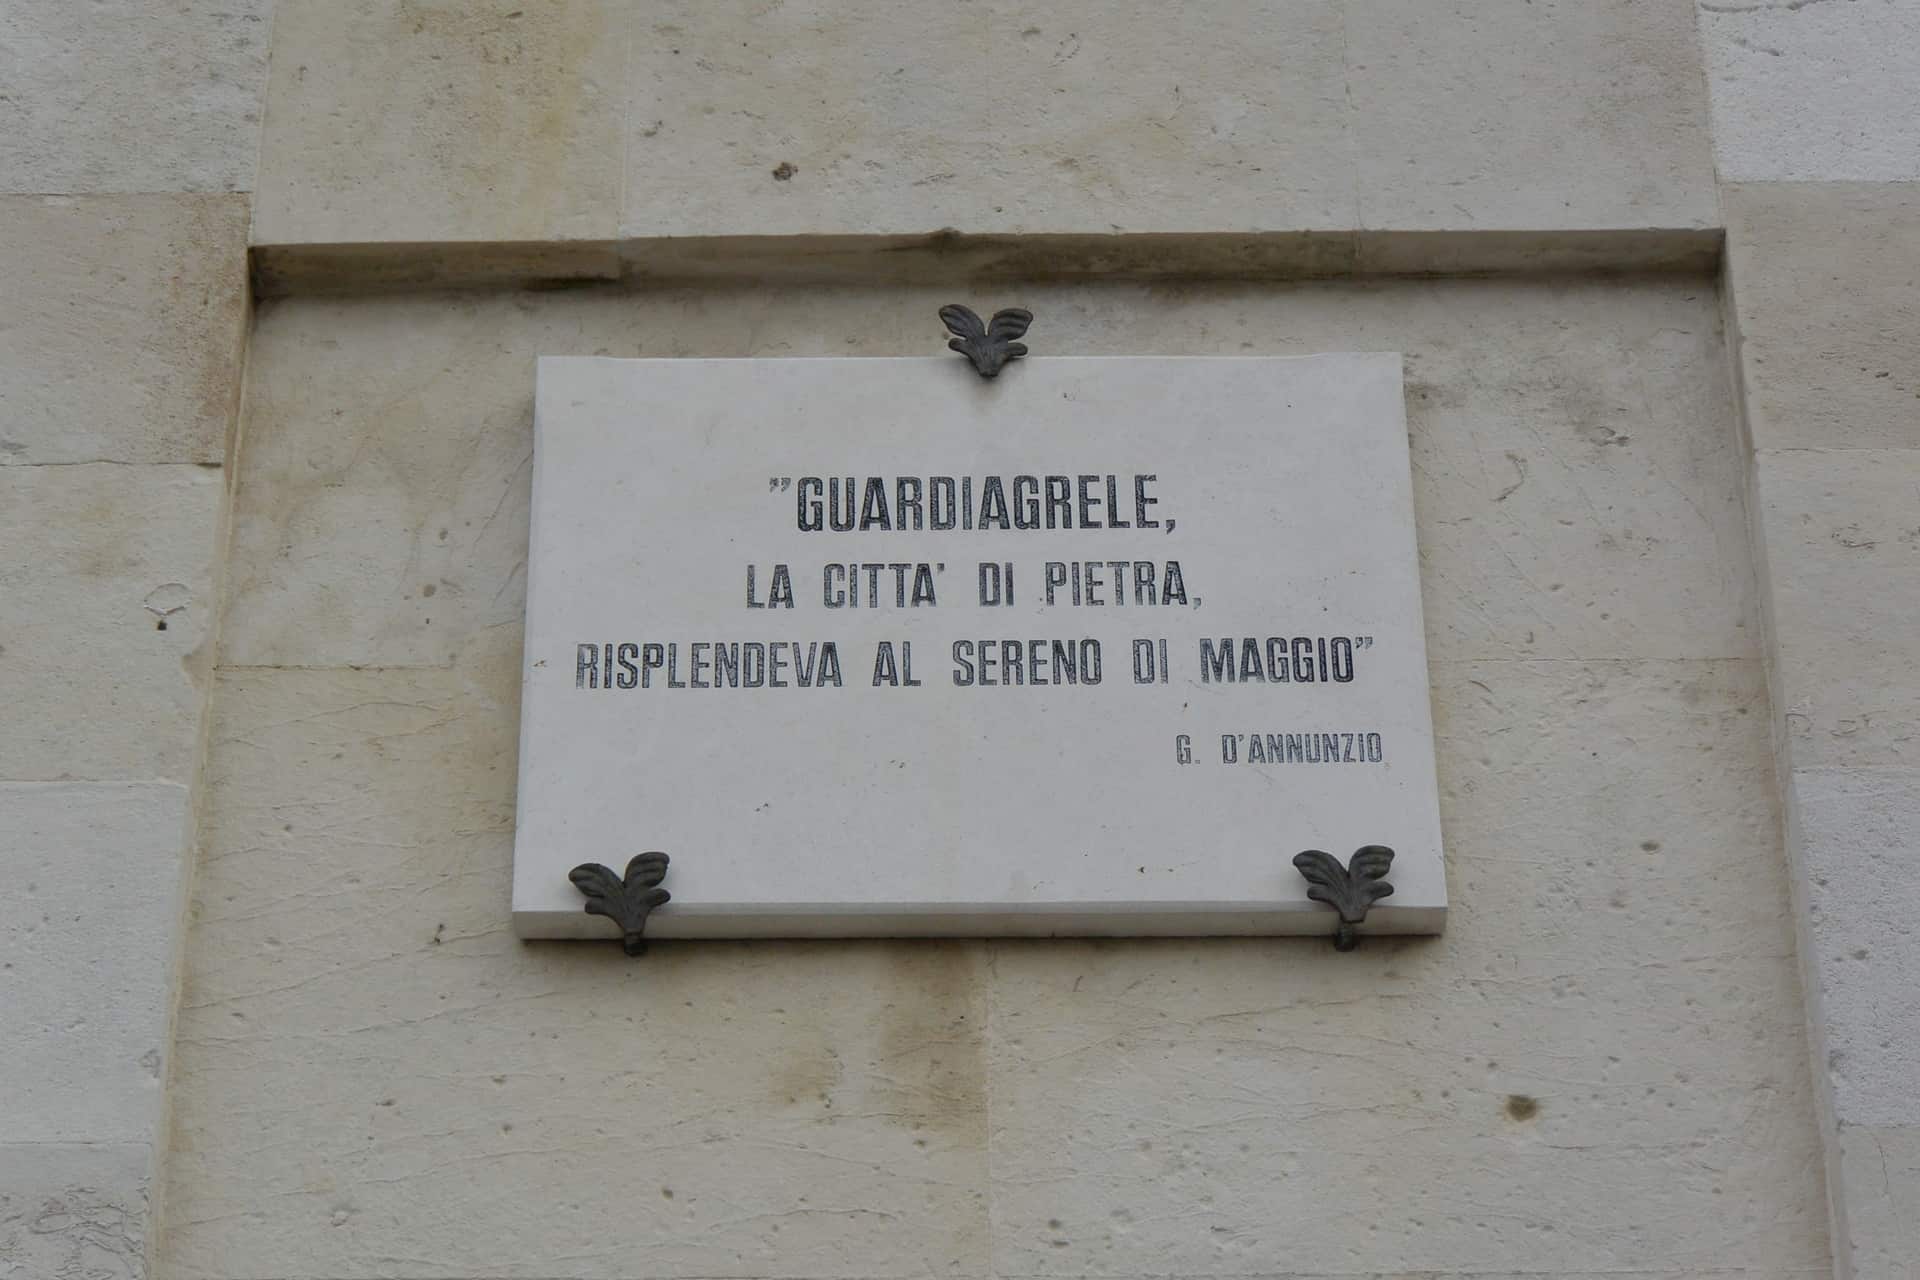 "GUARDIAGRELE,
LA CITTA' DI PIETRA,
RISPLENDEVA AL SERENO DI MAGGIO"
G. D'ANNUNZIO